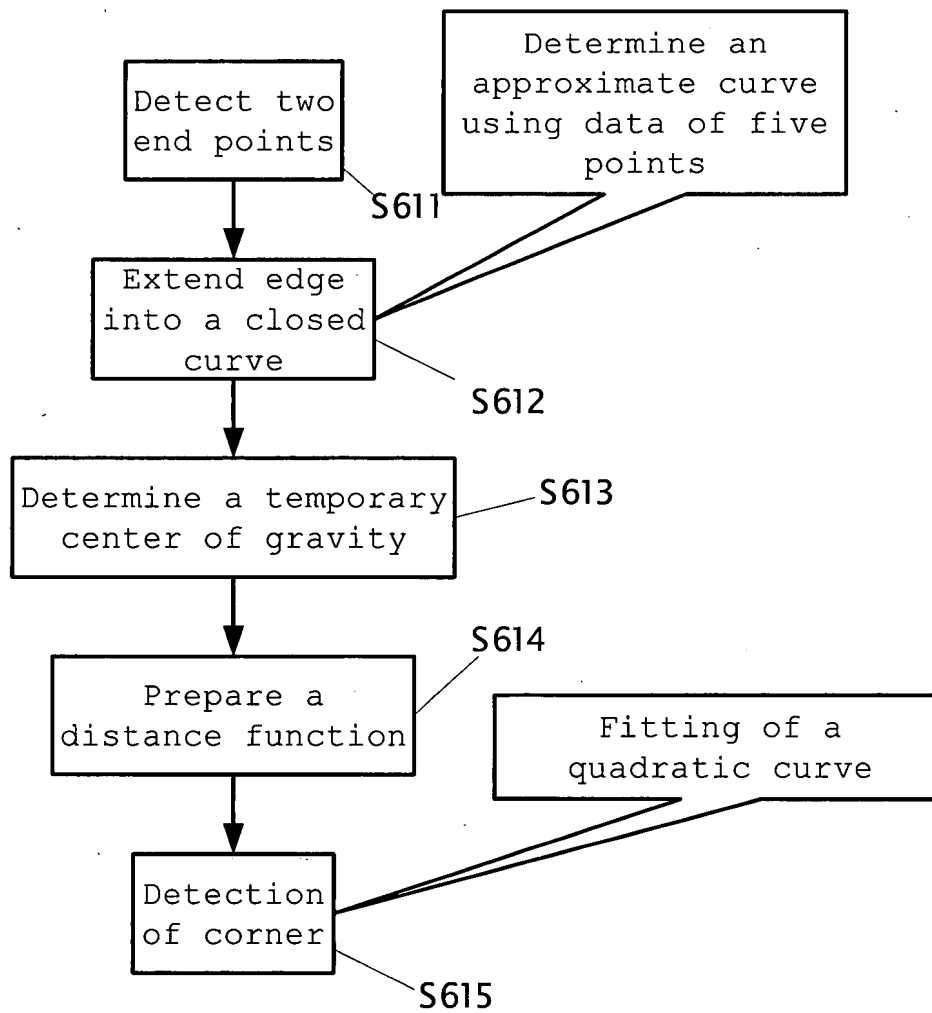 Detect two
end points
S611
Determine an
approximate curve
using data of five
points
Extend edge
into a closed
curve
S612
Determine a temporary
center of gravity
S613
Prepare a
distance function
S614
Fitting of a
quadratic curve
Detection
of corner
S615